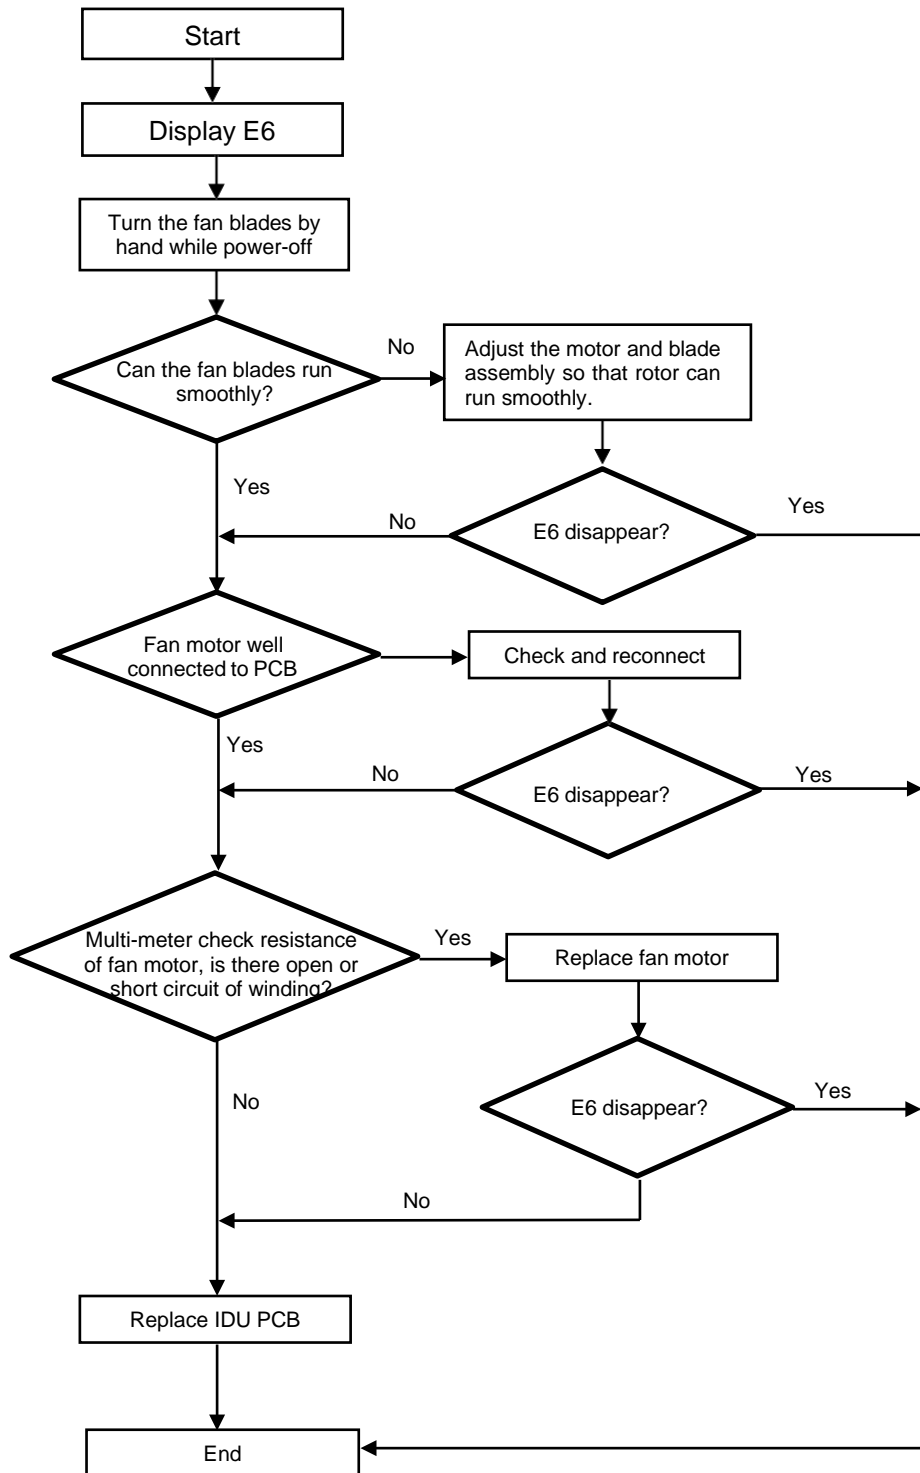 Start
Display E6
Turn the fan blades by
hand while power-off
Can the fan blades run
smoothly?
No
Adjust the motor and blade
assembly so that rotor can
run smoothly.
Yes
No
E6 disappear?
Yes
Fan motor well
connected to PCB
Check and reconnect
Yes
No
E6 disappear?
Yes
Multi-meter check resistance
of fan motor, is there open or
short circuit of winding?
Yes
Replace fan motor
No
E6 disappear?
Yes
No
Replace IDU PCB
End